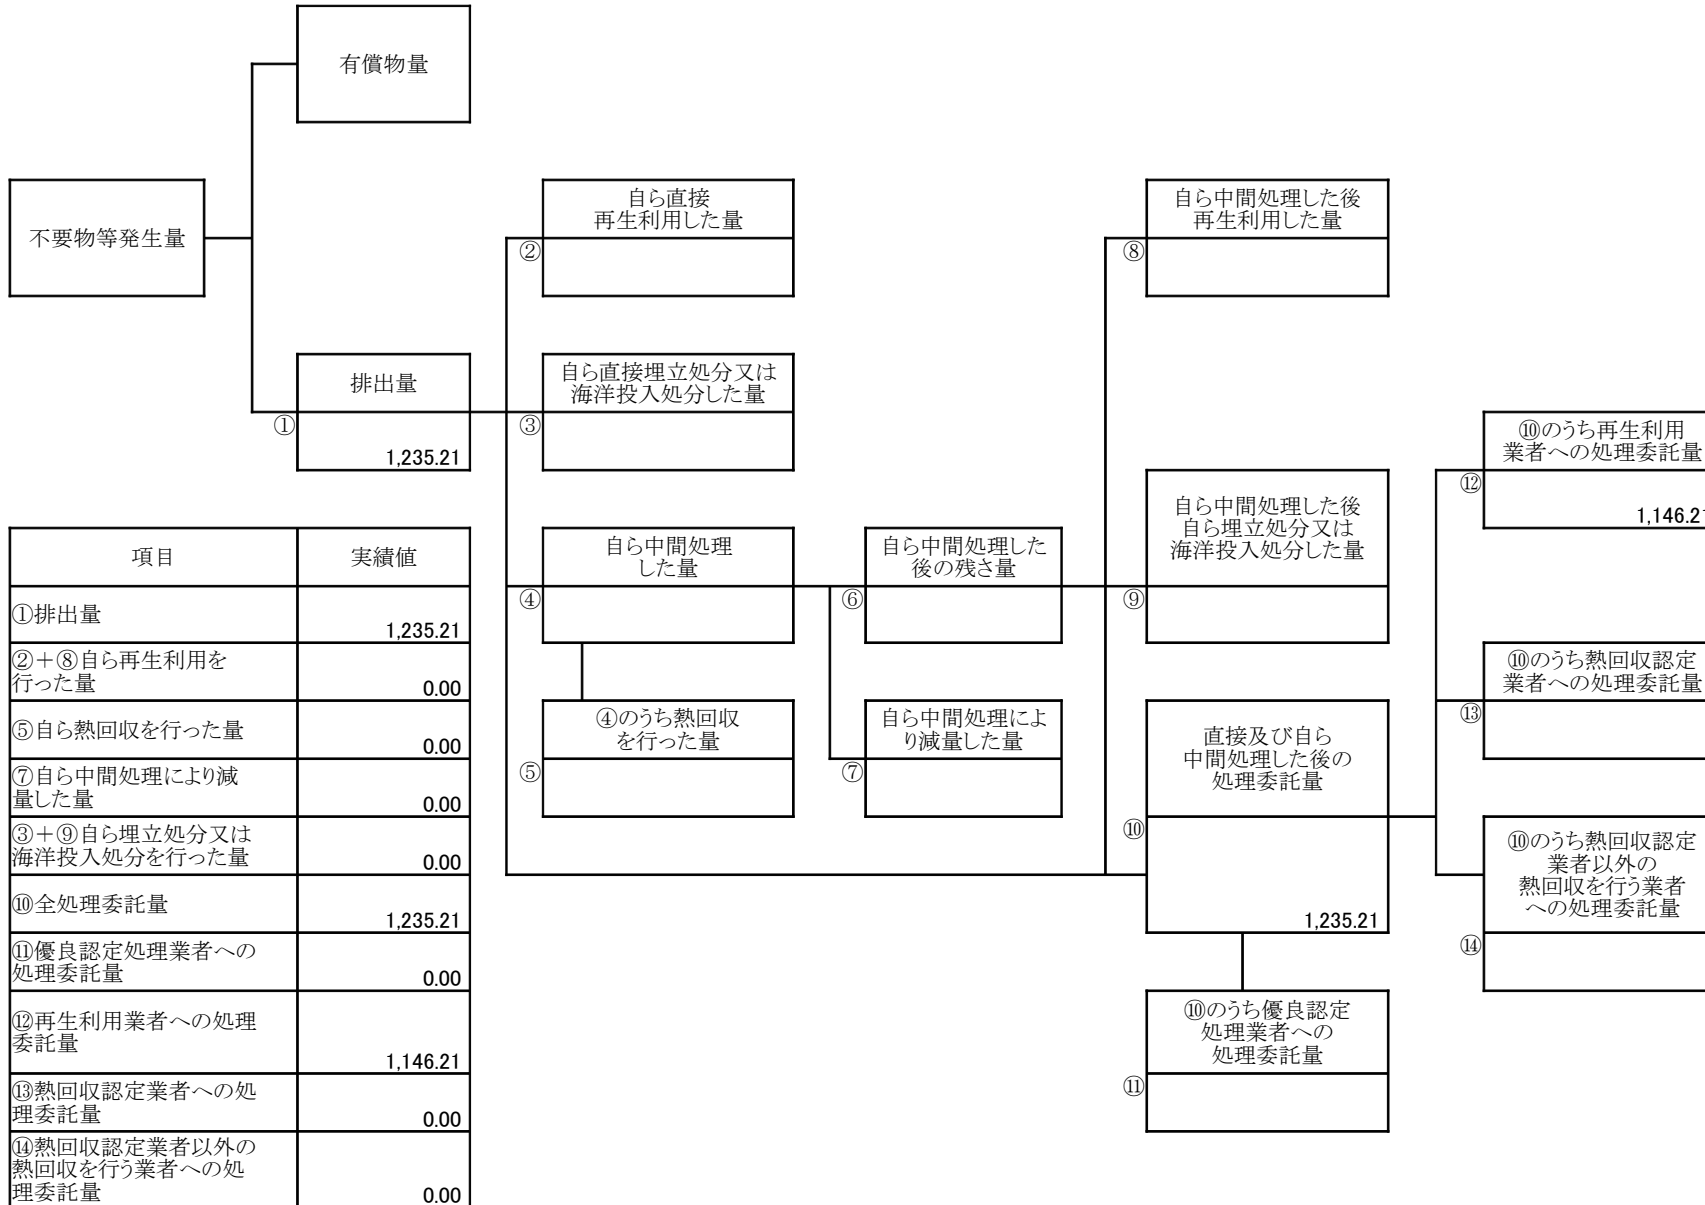 有償物量
不要物等発生量
自ら直接
再生利用した量
②
自ら中間処理した後
再生利用した量
⑧
排出量
①
1,235.21
自ら直接埋立処分又は
海洋投入処分した量
③
⑩のうち再生利用
業者への処理委託量
⑫
1,146.21
自ら中間処理
した量
④
自ら中間処理した
後の残さ量
⑥
自ら中間処理した後
自ら埋立処分又は
海洋投入処分した量
⑨
⑩のうち熱回収認定
業者への処理委託量
⑬
④のうち熱回収
を行った量
⑤
自ら中間処理によ
り減量した量
⑦
直接及び自ら
中間処理した後の
処理委託量
⑩
1,235.21
⑩のうち熱回収認定
業者以外の
熱回収を行う業者
への処理委託量
⑭
⑩のうち優良認定
処理業者への
処理委託量
⑪
項目 実績値
①排出量
1,235.21
②+⑧自ら再生利用を
行った量 0.00
⑤自ら熱回収を行った量
0.00
⑦自ら中間処理により減
量した量 0.00
③+⑨自ら埋立処分又は
海洋投入処分を行った量 0.00
⑩全処理委託量
1,235.21
⑪優良認定処理業者への
処理委託量 0.00
⑫再生利用業者への処理
委託量
1,146.21
⑬熱回収認定業者への処
理委託量 0.00
⑭熱回収認定業者以外の
熱回収を行う業者への処
理委託量 0.00